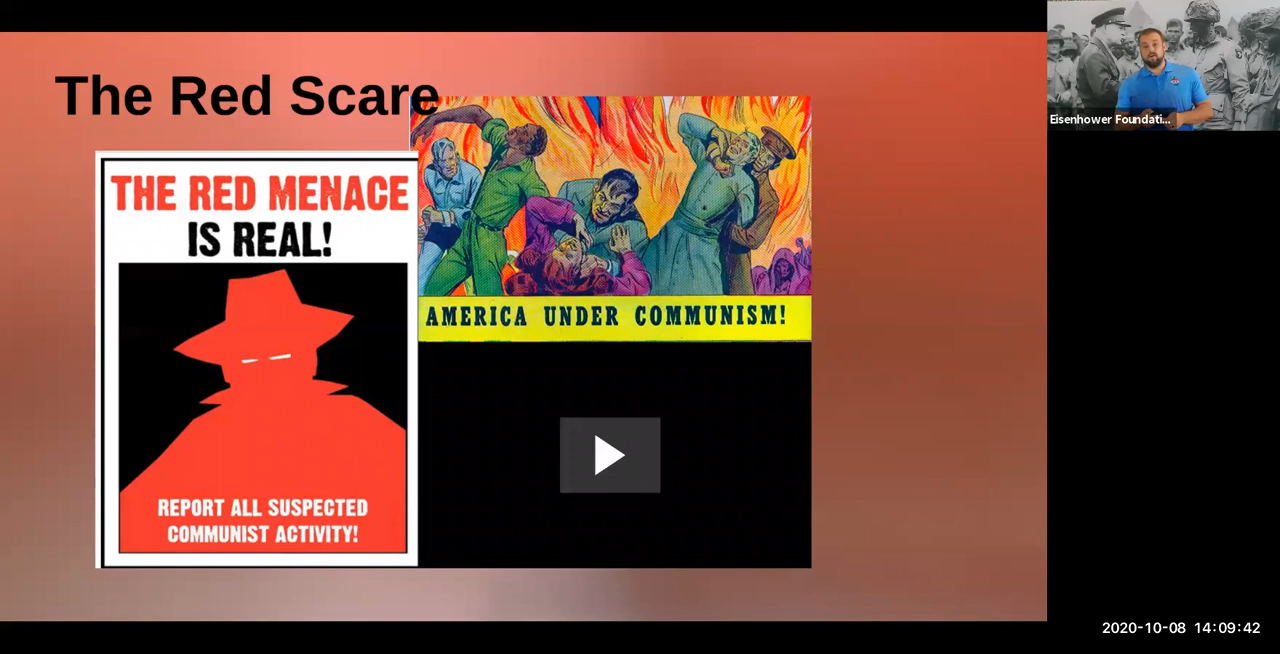 The Red Scare
THE RED MENACE
IS REAL!
REPORT ALL SUSPECTED
COMMUNIST ACTIVITY!
AMERICA UNDER COMMUNISM!
Eisenhower Foundati...
2020-10-08 14:09:42